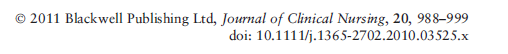 © 2011 Blackwell Publishing Ltd, Journal of Clinical Nursing, 20, 988–999
doi: 10.1111/j.1365-2702.2010.03525.x